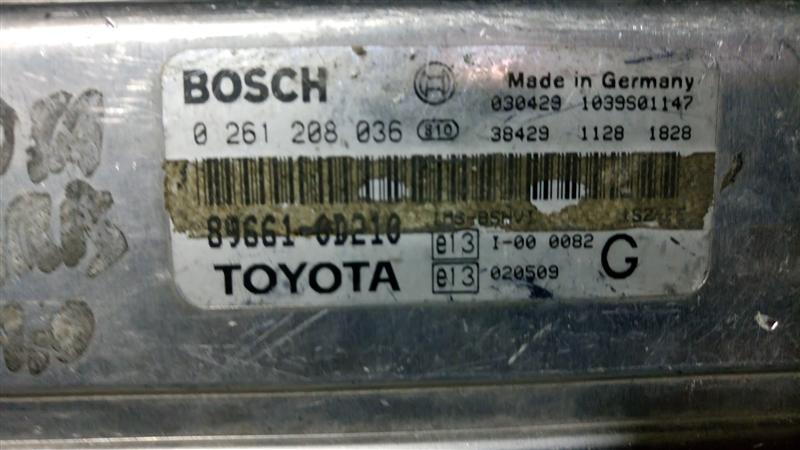 BOSCH Made in Germany
030429 1039S01147
0 261 208 036 S10 38429 1128 1828
89661-0D210
e13 I-00 0082 G
TOYOTA e13 020509